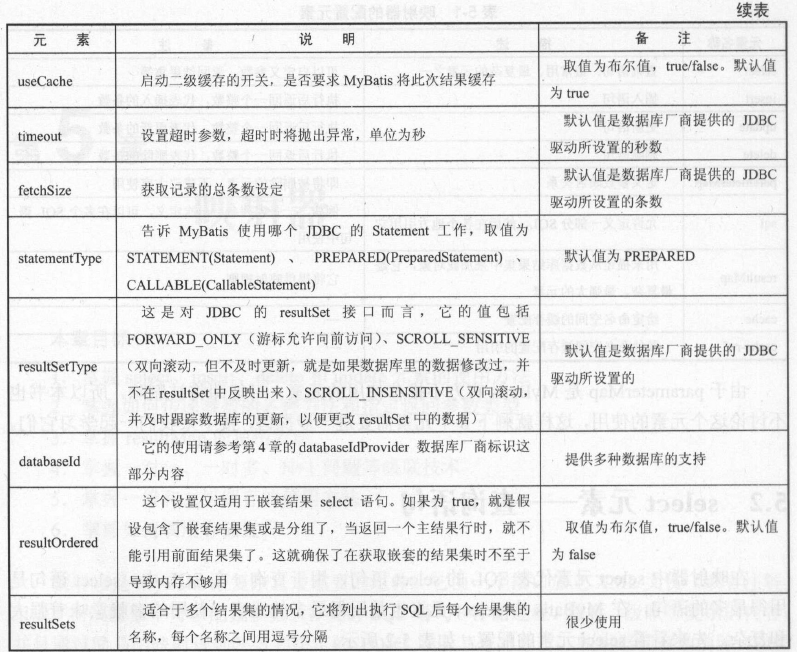 续表
元 素 说 明 备 注
useCache 启动二级缓存的开关，是否要求 MyBatis 将此次结果缓存 取值为布尔值，true/false。默认值
为 true
timeout 设置超时参数，超时时将抛出异常，单位为秒 默认值是数据库厂商提供的 JDBC
驱动所设置的秒数
fetchSize 获取记录的总条数设定 默认值是数据库厂商提供的 JDBC
驱动所设置的条数
statementType 告诉 MyBatis 使用哪个 JDBC 的 Statement 工作，取值为
STATEMENT(Statement) 、 PREPARED(PreparedStatement) 、
CALLABLE(CallableStatement)
默认值为 PREPARED
resultSetType 这是对 JDBC 的 resultSet 接口而言，它的值包括
FORWARD_ONLY（游标允许向前访问）、SCROLL_SENSITIVE
（双向滚动，但不及时更新，就是如果数据库里的数据修改过，并
不在 resultSet 中反映出来）、SCROLL_INSENSITIVE（双向滚动，
并及时跟踪数据库的更新，以便更改 resultSet 中的数据）
默认值是数据库厂商提供的 JDBC
驱动所设置的
databaseId 它的使用请参考第 4 章的 databaseIdProvider 数据库厂商标识这
部分内容
提供多种数据库的支持
resultOrdered 这个设置仅适用于嵌套结果 select 语句。如果为 true，就是假
设包含了嵌套结果集或是分组了，当返回一个主结果行时，就不
能引用前面结果集了。这就确保了在获取嵌套的结果集时不至于
导致内存不够用
取值为布尔值，true/false。默认值
为 false
resultSets 适合于多个结果集的情况，它将列出执行 SQL 后每个结果集的
名称，每个名称之间用逗号分隔
很少使用